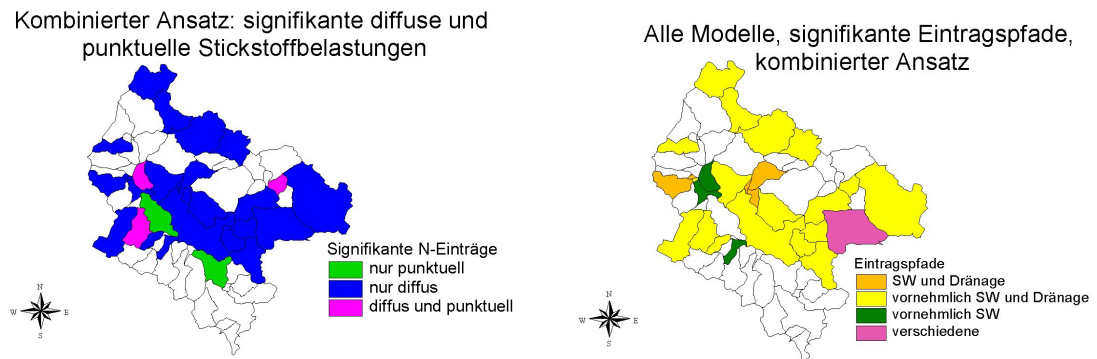 Kombinierter Ansatz: signifikante diffuse und
punktuelle Stickstoffbelastungen
Signifikante N-Einträge
nur punktuell
nur diffus
diffus und punktuell
N
W
E
S
Alle Modelle, signifikante Eintragspfade,
kombinierter Ansatz
Eintragspfade
SW und Dränage
vornehmlich SW und Dränage
vornehmlich SW
verschiedene
N
W
E
S